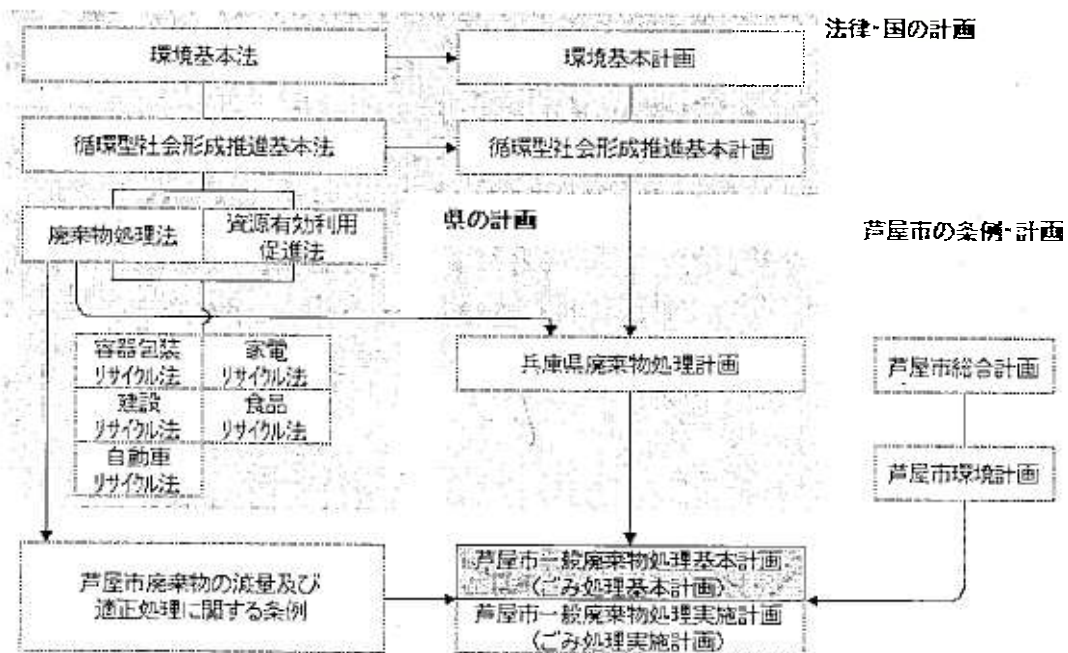 法律・国の計画
環境基本法
環境基本計画
循環型社会形成推進基本法
循環型社会形成推進基本計画
廃棄物処理法
資源有効利用
促進法
県の計画
芦屋市の条例・計画
容器包装
リサイクル法
家電
リサイクル法
建設
リサイクル法
食品
リサイクル法
自動車
リサイクル法
兵庫県廃棄物処理計画
芦屋市総合計画
芦屋市環境計画
芦屋市廃棄物の減量及び
適正処理に関する条例
芦屋市一般廃棄物処理基本計画
(ごみ処理基本計画)
芦屋市一般廃棄物処理実施計画
(ごみ処理実施計画)